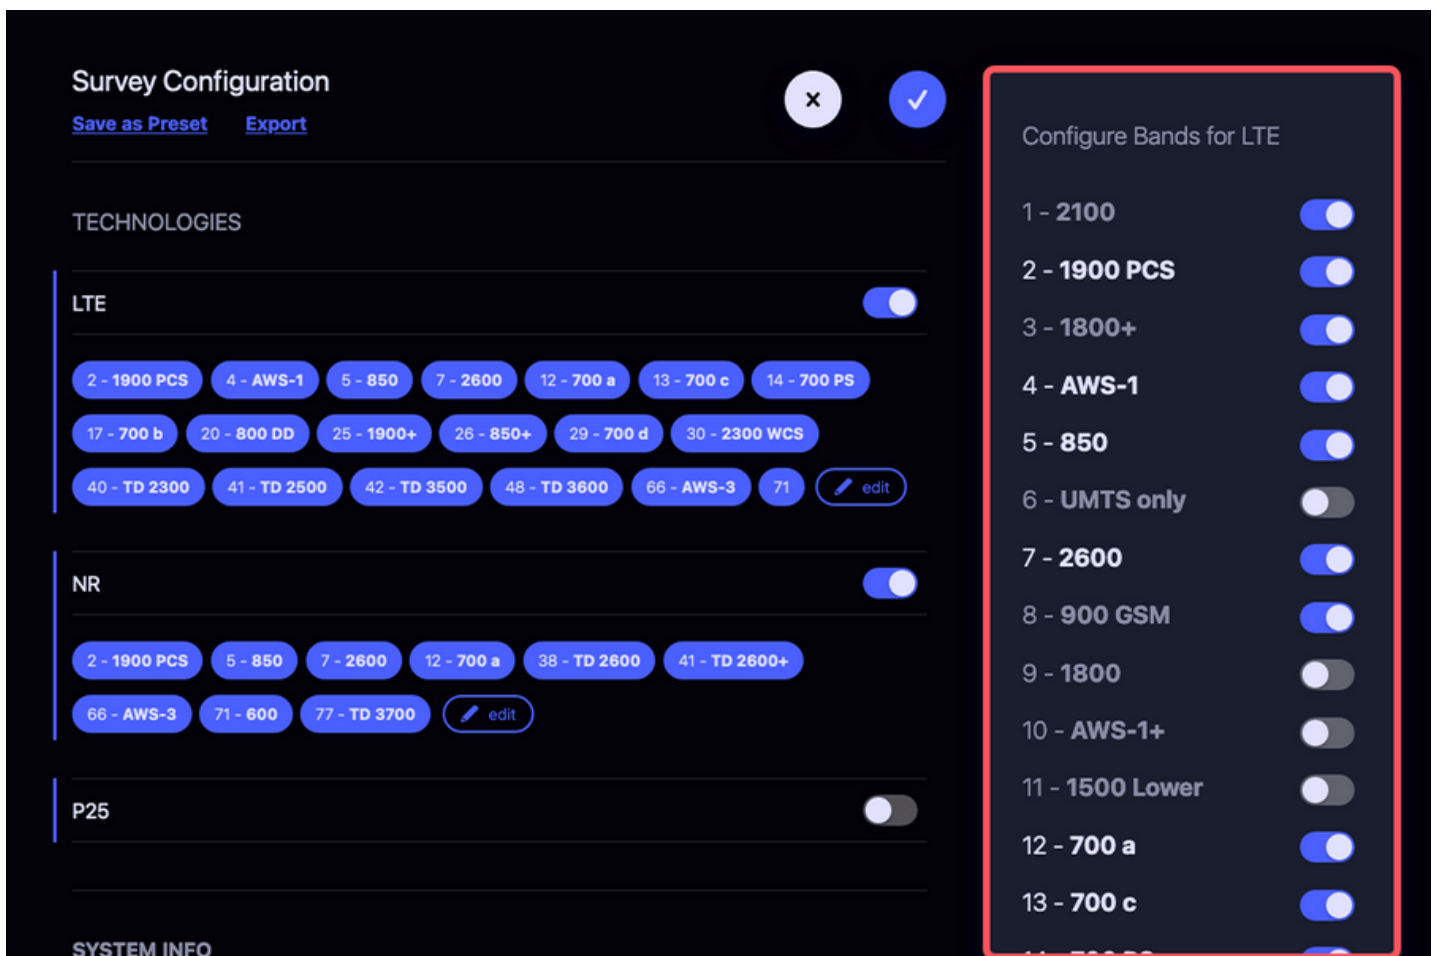 Survey Configuration
Save as Preset Export
TECHNOLOGIES
LTE
2 - 1900 PCS 4 - AWS-1 5 - 850 7 - 2600 12 - 700 a 13 - 700 c 14 - 700 PS
17 - 700 b 20 - 800 DD 25 - 1900+ 26 - 850+ 29 - 700 d 30 - 2300 WCS
40 - TD 2300 41 - TD 2500 42 - TD 3500 48 - TD 3600 66 - AWS-3 71 edit
NR
2 - 1900 PCS 5 - 850 7 - 2600 12 - 700 a 38 - TD 2600 41 - TD 2600+
66 - AWS-3 71 - 600 77 - TD 3700 edit
P25
SYSTEM INFO
Configure Bands for LTE
1 - 2100
2 - 1900 PCS
3 - 1800+
4 - AWS-1
5 - 850
6 - UMTS only
7 - 2600
8 - 900 GSM
9 - 1800
10 - AWS-1+
11 - 1500 Lower
12 - 700 a
13 - 700 c